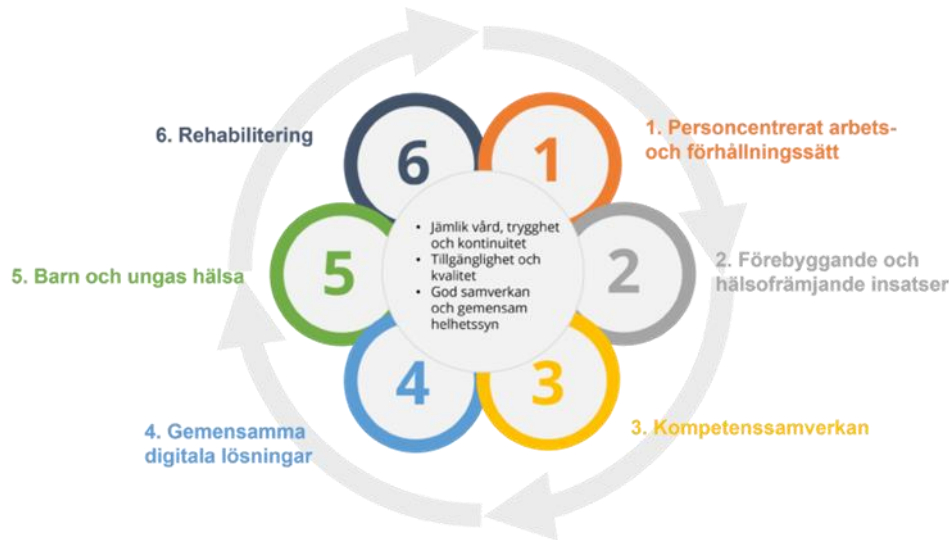 6. Rehabilitering
6
1
1. Personcentrerat arbets-
och förhållningssätt
• Jämlik vård, trygghet
och kontinuitet
• Tillgänglighet och
kvalitet
• God samverkan
och gemensam
helhetssyn
5. Barn och ungas hälsa
5
2
2. Förebyggande och
hälsofrämjande insatser
4. Gemensamma
digitala lösningar
4
3
3. Kompetenssamverkan